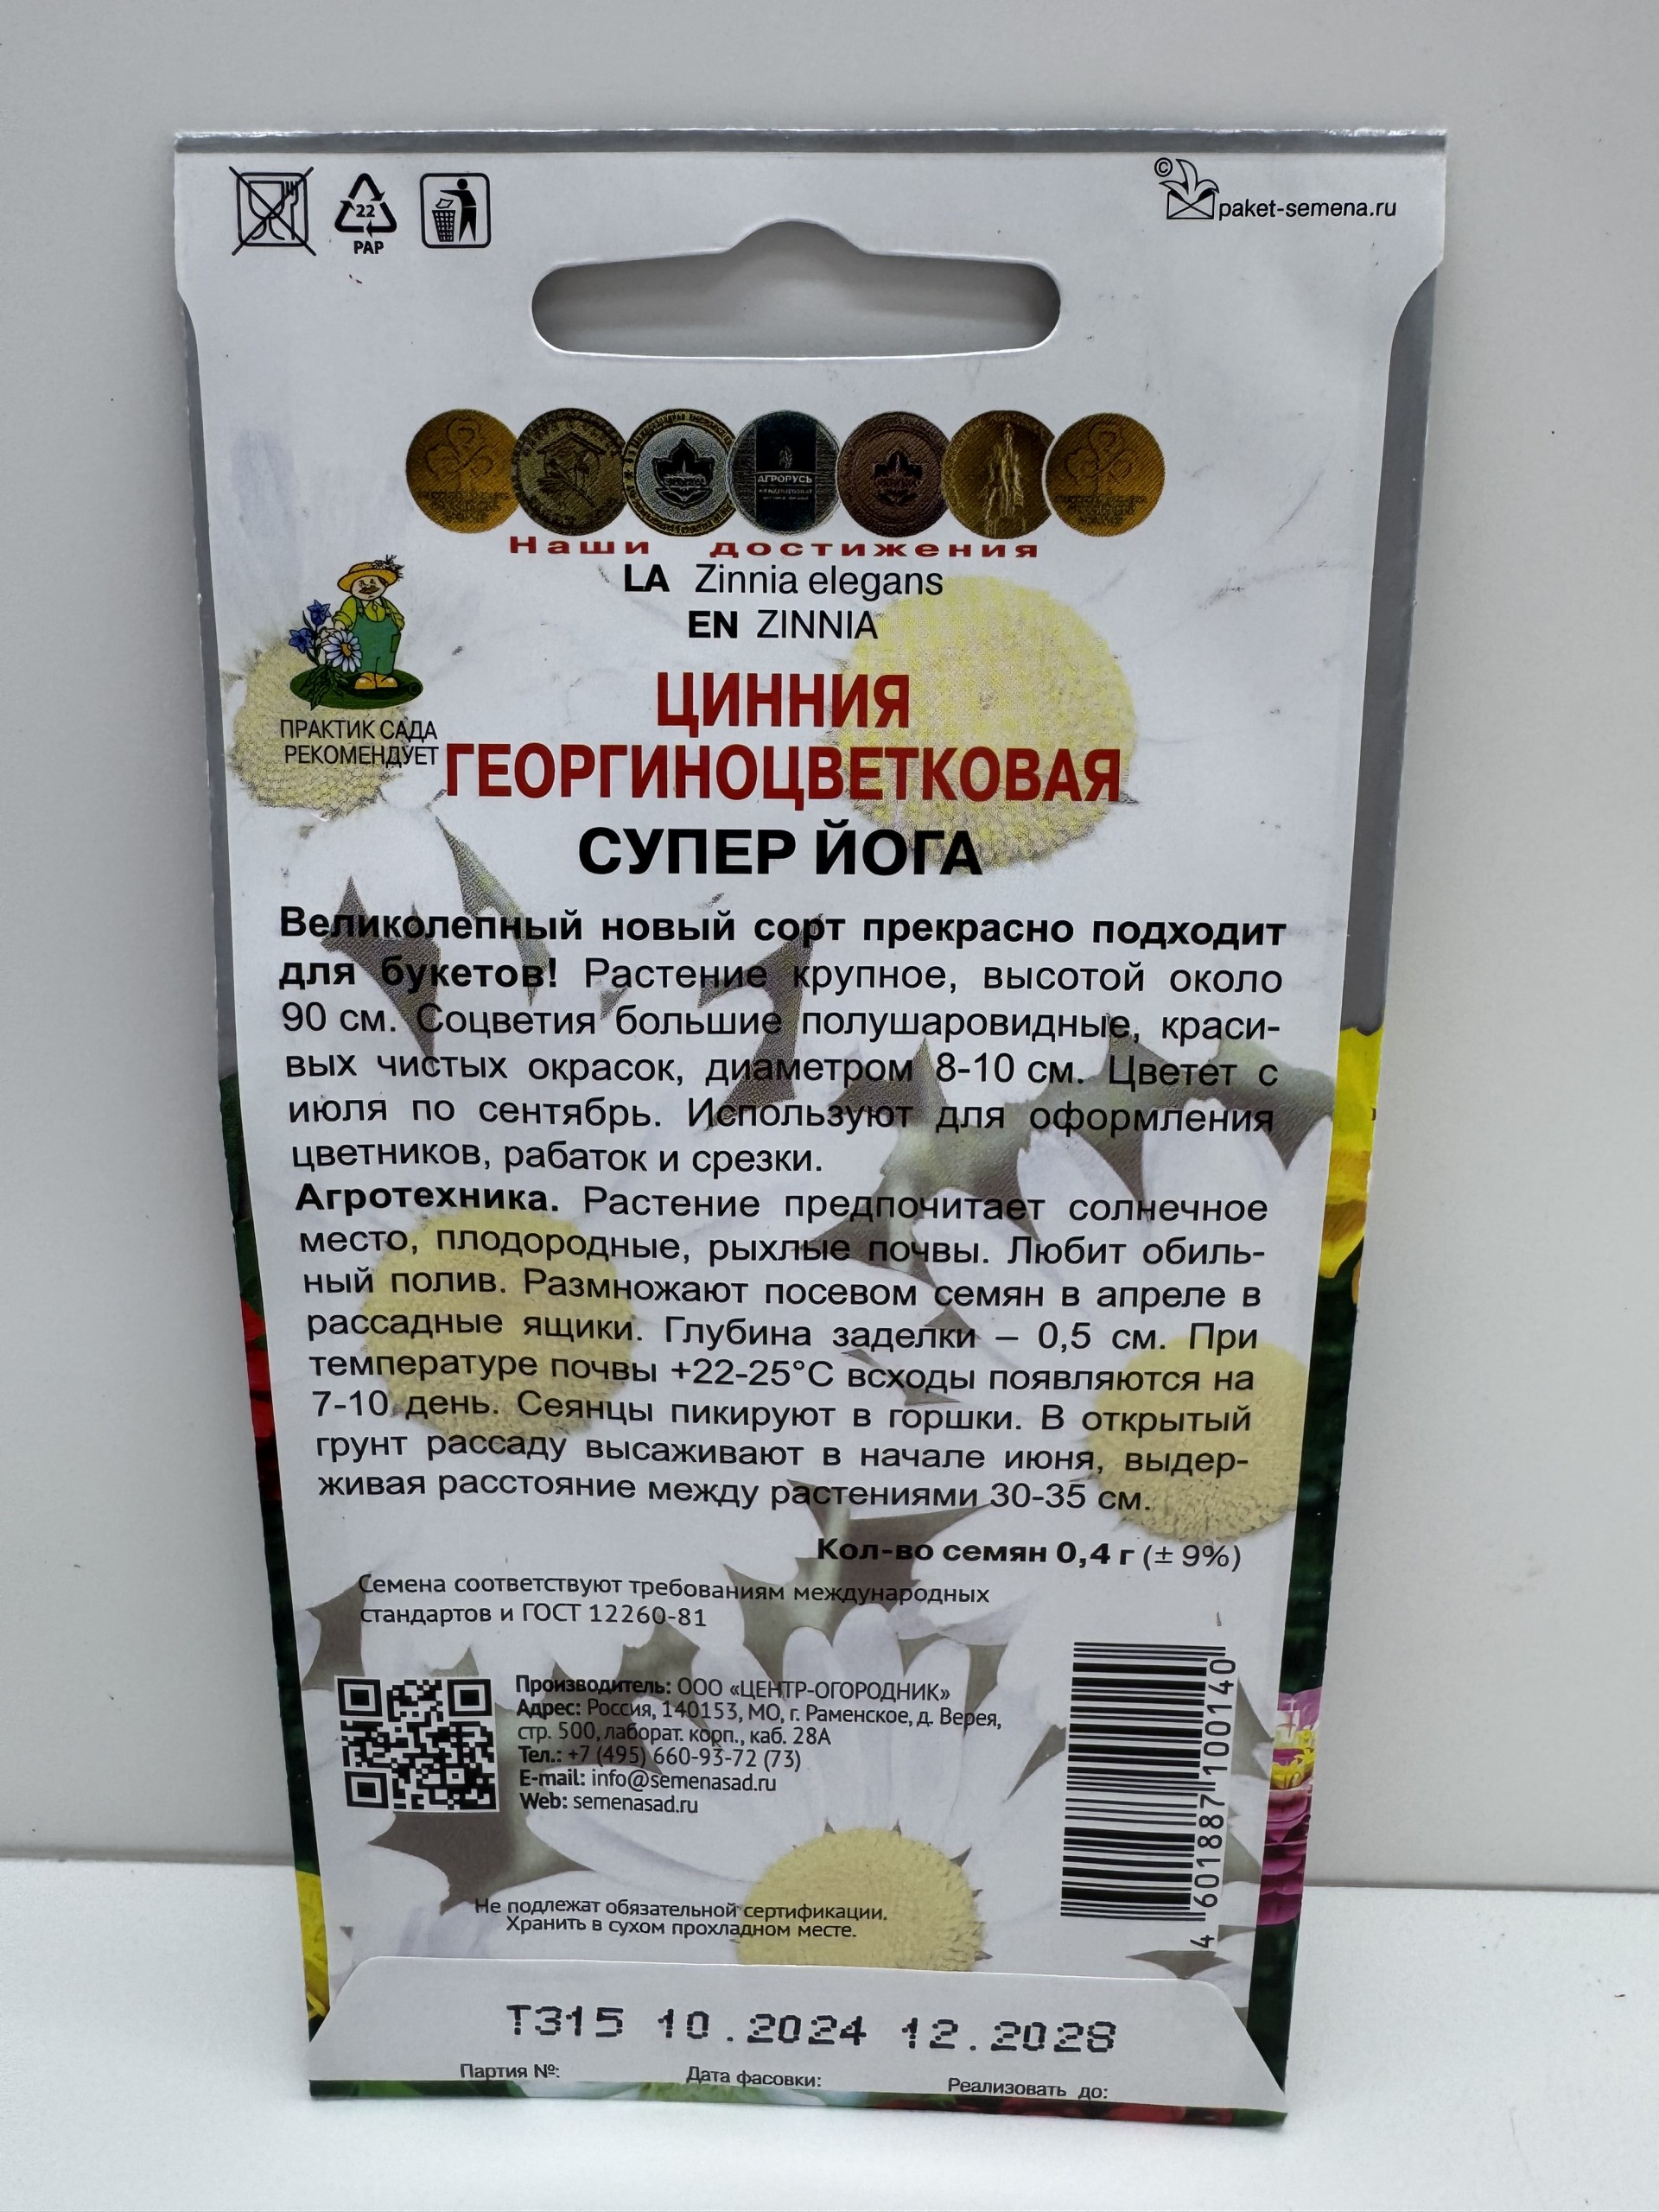 22
PAP
©
paket-semena.ru
АГРОРУСЬ
Наши достижения
LA Zinnia elegans
EN ZINNIA
ПРАКТИК САДА
РЕКОМЕНДУЕТ
ЦИННИЯ
ГЕОРГИНОЦВЕТКОВАЯ
СУПЕР ЙОГА
Великолепный новый сорт прекрасно подходит
для букетов! Растение крупное, высотой около
90 см. Соцветия большие полушаровидные, краси-
вых чистых окрасок, диаметром 8-10 см. Цветет с
июля по сентябрь. Используют для оформления
цветников, рабаток и срезки.
Агротехника. Растение предпочитает солнечное
место, плодородные, рыхлые почвы. Любит обиль-
ный полив. Размножают посевом семян в апреле в
рассадные ящики. Глубина заделки – 0,5 см. При
температуре почвы +22-25°С всходы появляются на
7-10 день. Сеянцы пикируют в горшки. В открытый
грунт рассаду высаживают в начале июня, выдер-
живая расстояние между растениями 30-35 см.
Кол-во семян 0,4 г (± 9%)
Семена соответствуют требованиям международных
стандартов и ГОСТ 12260-81
Производитель: ООО «ЦЕНТР-ОГОРОДНИК»
Адрес: Россия, 140153, МО, г. Раменское, д. Верея,
стр. 500, лаборат. корп., каб. 28А
Тел.: +7 (495) 660-93-72 (73)
E-mail: info@semenasad.ru
Web: semenasad.ru
4 601887 100140
Не подлежат обязательной сертификации.
Хранить в сухом прохладном месте.
Т315 10.2024 12.2028
Партия №: Дата фасовки: Реализовать до: